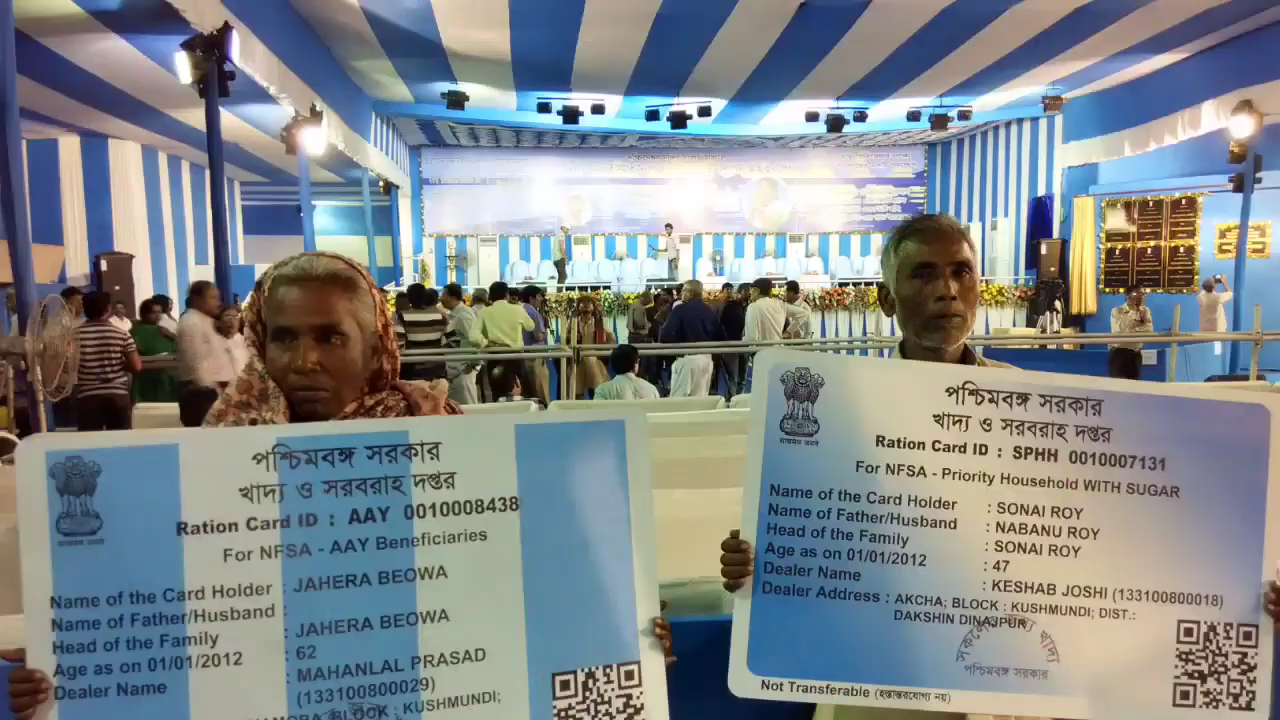 পশ্চিমবঙ্গ সরকার
খাদ্য ও সরবরাহ দপ্তর
Ration Card ID : AAY 0010008438
For NFSA - AAY Beneficiaries
Name of the Card Holder : JAHERA BEOWA
Name of Father/Husband :
Head of the Family : JAHERA BEOWA
Age as on 01/01/2012 : 62
Dealer Name : MAHANLAL PRASAD
(133100800029)
BLOCK : KUSHMUNDI;
পশ্চিমবঙ্গ সরকার
খাদ্য ও সরবরাহ দপ্তর
Ration Card ID : SPHH 0010007131
For NFSA - Priority Household WITH SUGAR
Name of the Card Holder : SONAI ROY
Name of Father/Husband : NABANU ROY
Head of the Family : SONAI ROY
Age as on 01/01/2012 : 47
Dealer Name : KESHAB JOSHI (133100800018)
Dealer Address : AKCHA; BLOCK : KUSHMUNDI; DIST.:
DAKSHIN DINAJPUR
সকলের জন্য খাদ্য
পশ্চিমবঙ্গ সরকার
Not Transferable (হস্তান্তরযোগ্য নয়)